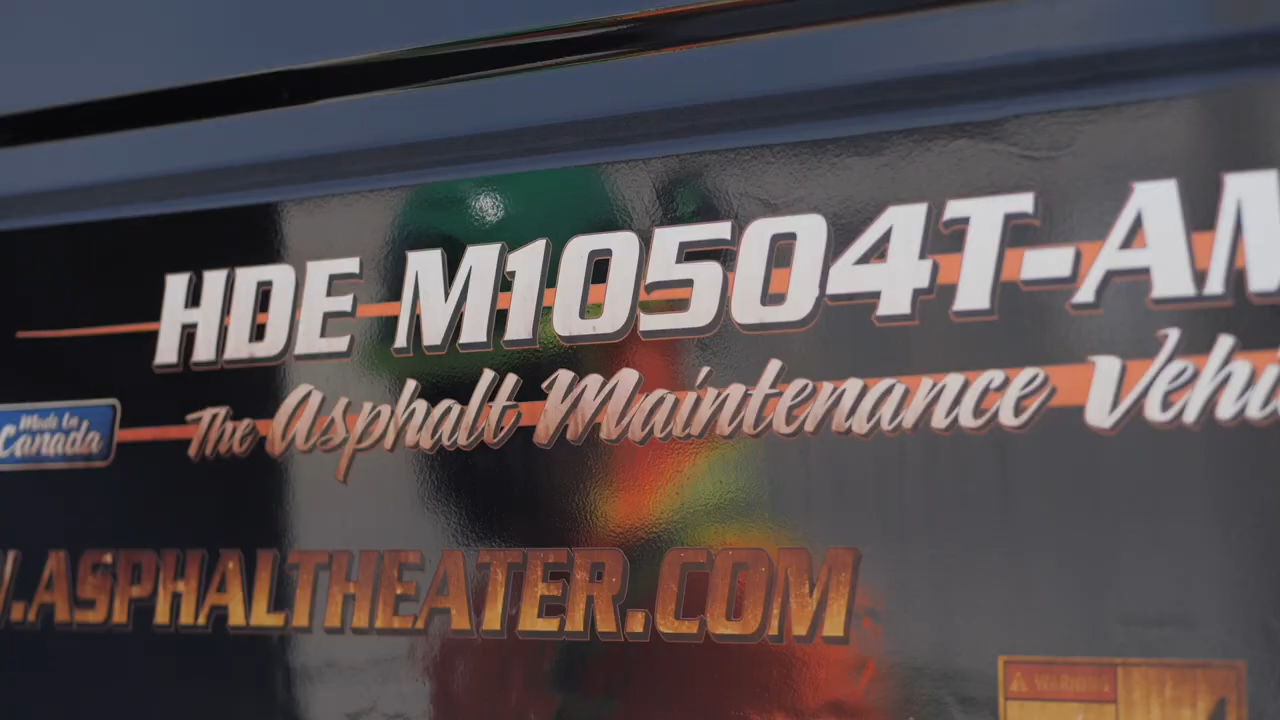 HDE M10504T-AM
The Asphalt Maintenance Vehi
Made In
Canada
.ASPHALTHEATER.COM
WARNING